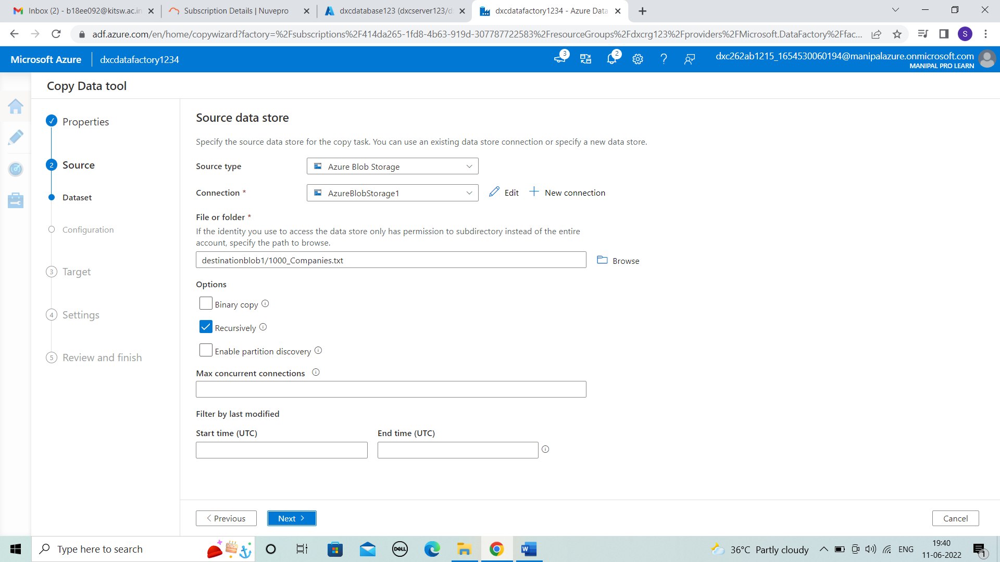 Inbox (2) - b18ee092@kitsw.ac.in
Subscription Details | Nuvepro
dxcdatabase123 (dxcserver123/d
dxcdatafactory1234 - Azure Data
adf.azure.com/en/home/copywizard?factory=%2Fsubscriptions%2F414da265-1fd8-4b63-919d-307787722583%2FresourceGroups%2Fdxcrg123%2Fproviders%2FMicrosoft.DataFactory%2Ffac...
S
Microsoft Azure
dxcdatafactory1234
3
2
dxc262ab1215_1654530060194@manipalazure.onmicrosoft.com
MANIPAL PRO LEARN
Copy Data tool
Properties
2 Source
Dataset
Configuration
3 Target
4 Settings
5 Review and finish
Source data store
Specify the source data store for the copy task. You can use an existing data store connection or specify a new data store.
Source type
Azure Blob Storage
Connection *
AzureBlobStorage1
Edit
New connection
File or folder *
If the identity you use to access the data store only has permission to subdirectory instead of the entire
account, specify the path to browse.
destinationblob1/1000_Companies.txt
Browse
Options
Binary copy
Recursively
Enable partition discovery
Max concurrent connections
Filter by last modified
Start time (UTC)
End time (UTC)
< Previous
Next >
Cancel
Type here to search
DELL
W
36°C Partly cloudy
ENG
19:40
11-06-2022
1